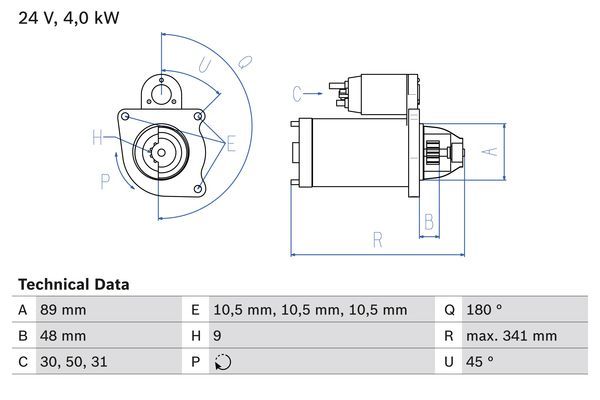 24 V, 4,0 kW
Q
U
C
H
E
A
P
B
R
Technical Data
A 89 mm E 10,5 mm, 10,5 mm, 10,5 mm Q 180 °
B 48 mm H 9 R max. 341 mm
C 30, 50, 31 P U 45 °